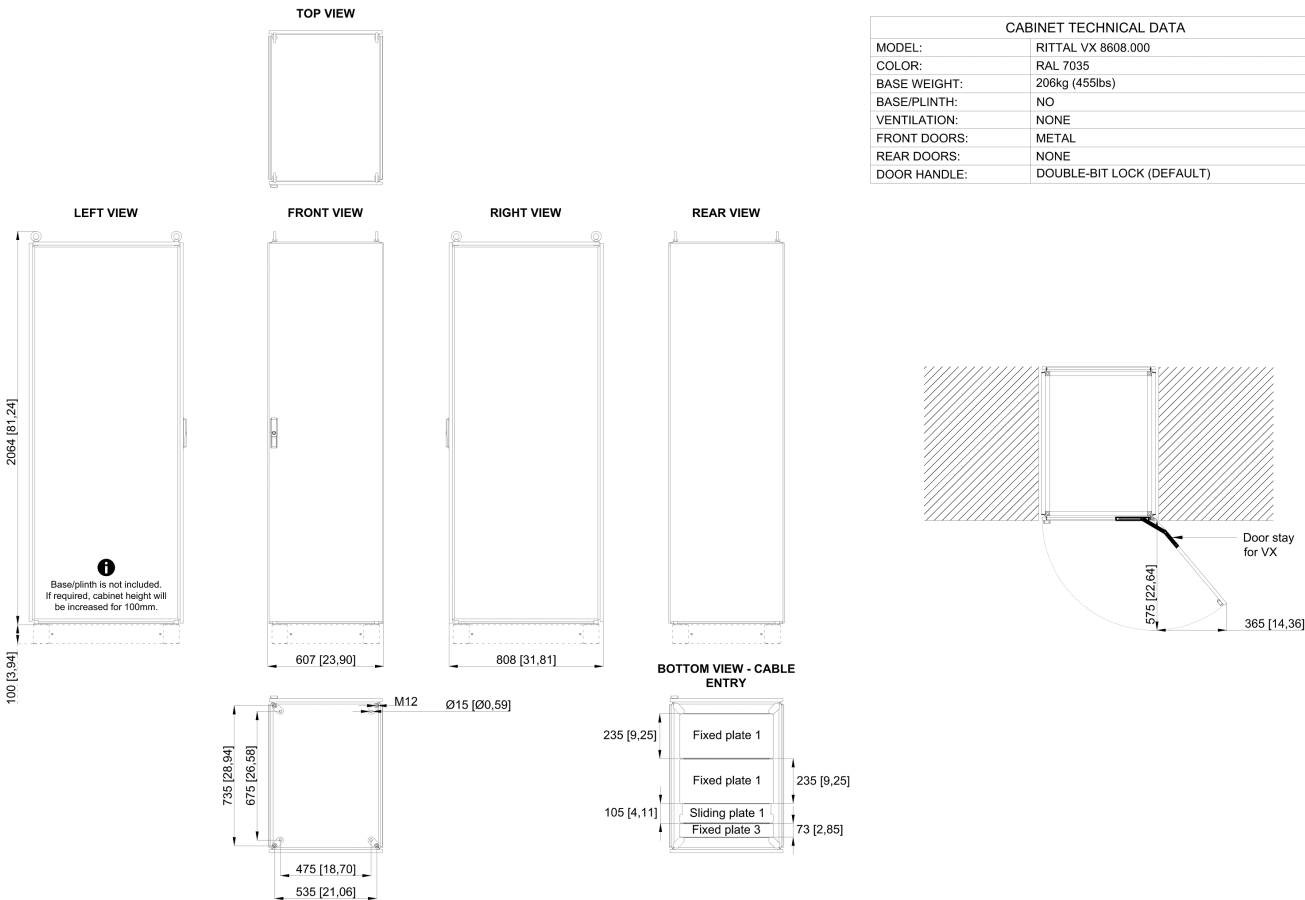 TOP VIEW
CABINET TECHNICAL DATA
MODEL: RITTAL VX 8608.000
COLOR: RAL 7035
BASE WEIGHT: 206kg (455lbs)
BASE/PLINTH: NO
VENTILATION: NONE
FRONT DOORS: METAL
REAR DOORS: NONE
DOOR HANDLE: DOUBLE-BIT LOCK (DEFAULT)
LEFT VIEW
FRONT VIEW
RIGHT VIEW
REAR VIEW
2064 [81,24]
i
Base/plinth is not included.
If required, cabinet height will
be increased for 100mm.
100 [3,94]
607 [23,90]
808 [31,81]
Door stay
for VX
575 [22,64]
365 [14,36]
M12
Ø15 [Ø0,59]
735 [28,94]
675 [26,58]
475 [18,70]
535 [21,06]
BOTTOM VIEW - CABLE
ENTRY
235 [9,25]
Fixed plate 1
Fixed plate 1
235 [9,25]
105 [4,11]
Sliding plate 1
Fixed plate 3
73 [2,85]